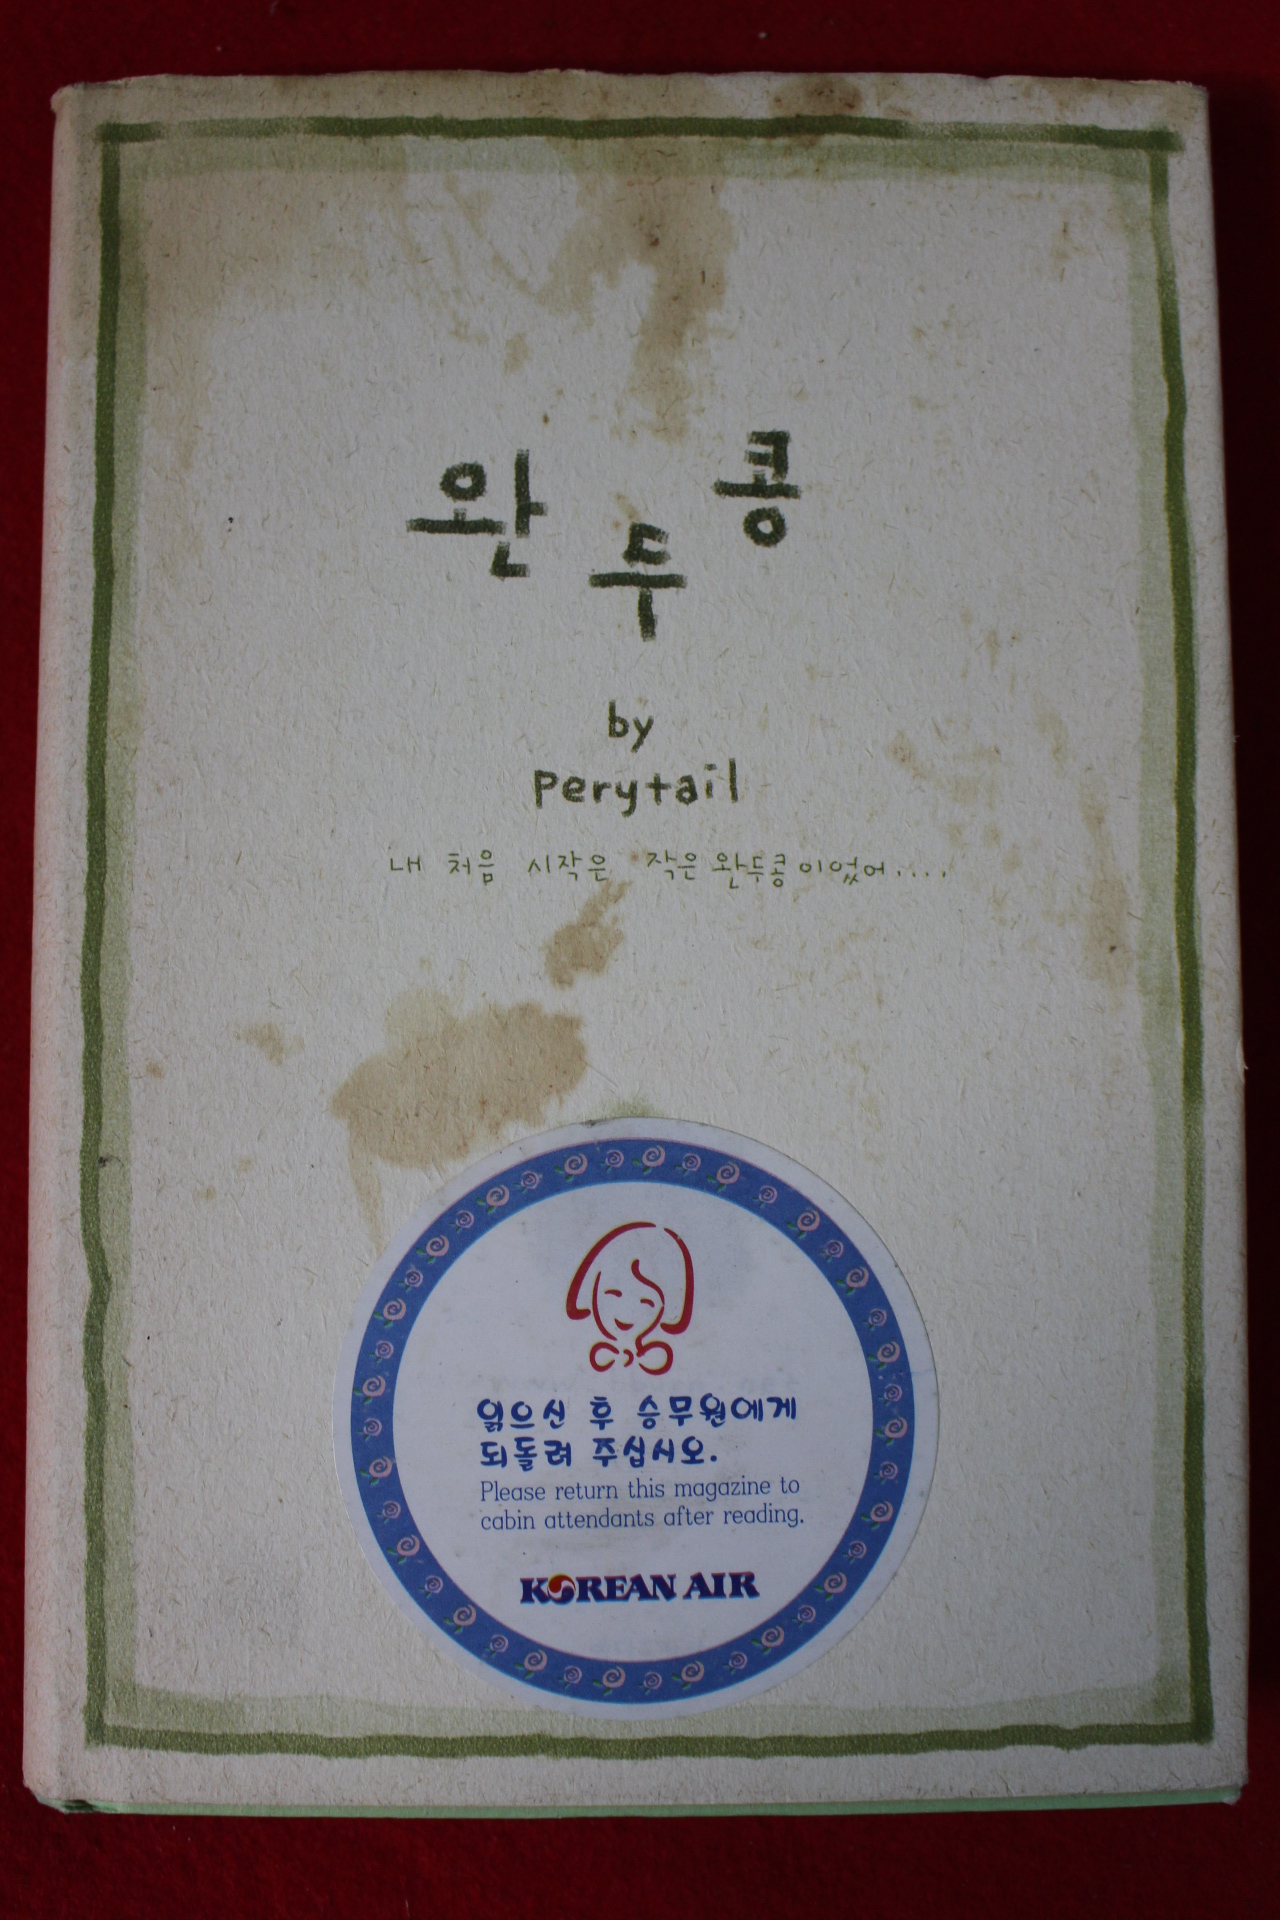 완두콩
by
perytail
내 처음 시작은 작은 완두콩이었어....
읽으신 후 승무원에게
되돌려 주십시오.
Please return this magazine to
cabin attendants after reading.
KOREAN AIR